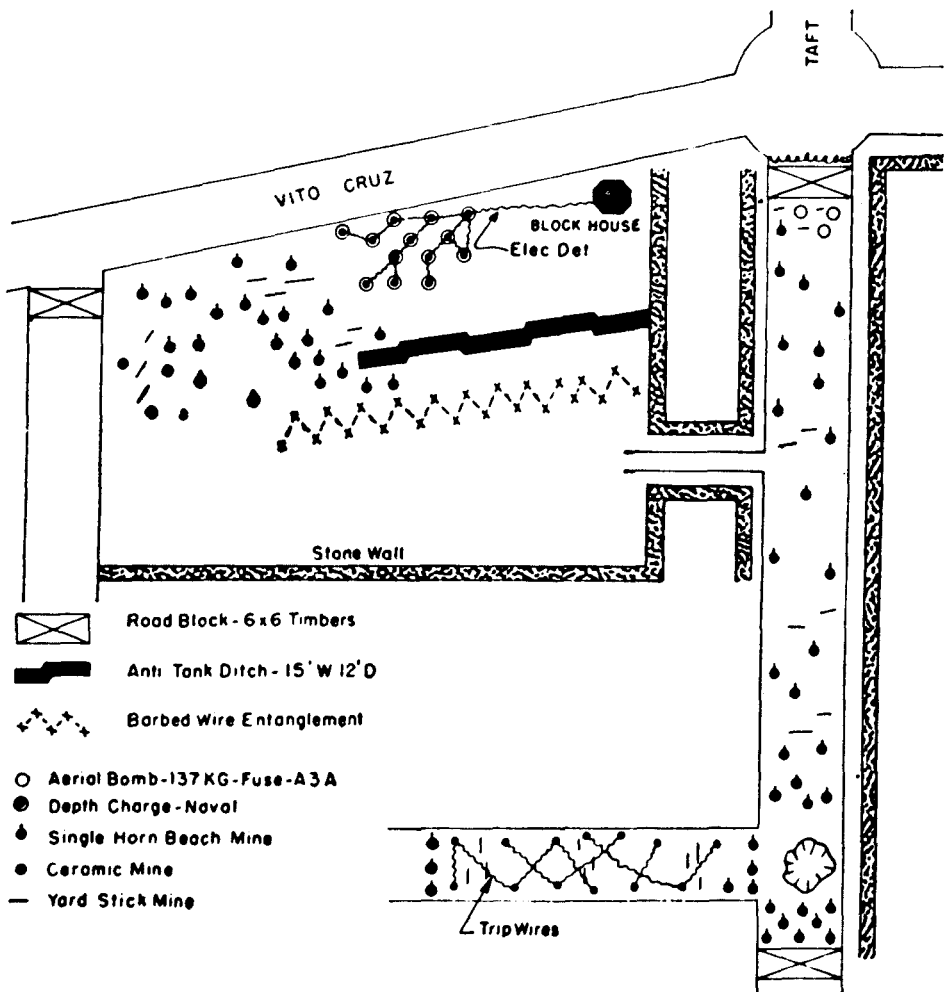 TAFT
VITO CRUZ
BLOCK HOUSE
Elec Det
Stone Wall
Road Block - 6x6 Timbers
Anti Tank Ditch - 15' W 12' D
Barbed Wire Entanglement
Aerial Bomb-137 KG-Fuse-A3A
Depth Charge-Naval
Single Horn Beach Mine
Ceramic Mine
Yard Stick Mine
Trip Wires